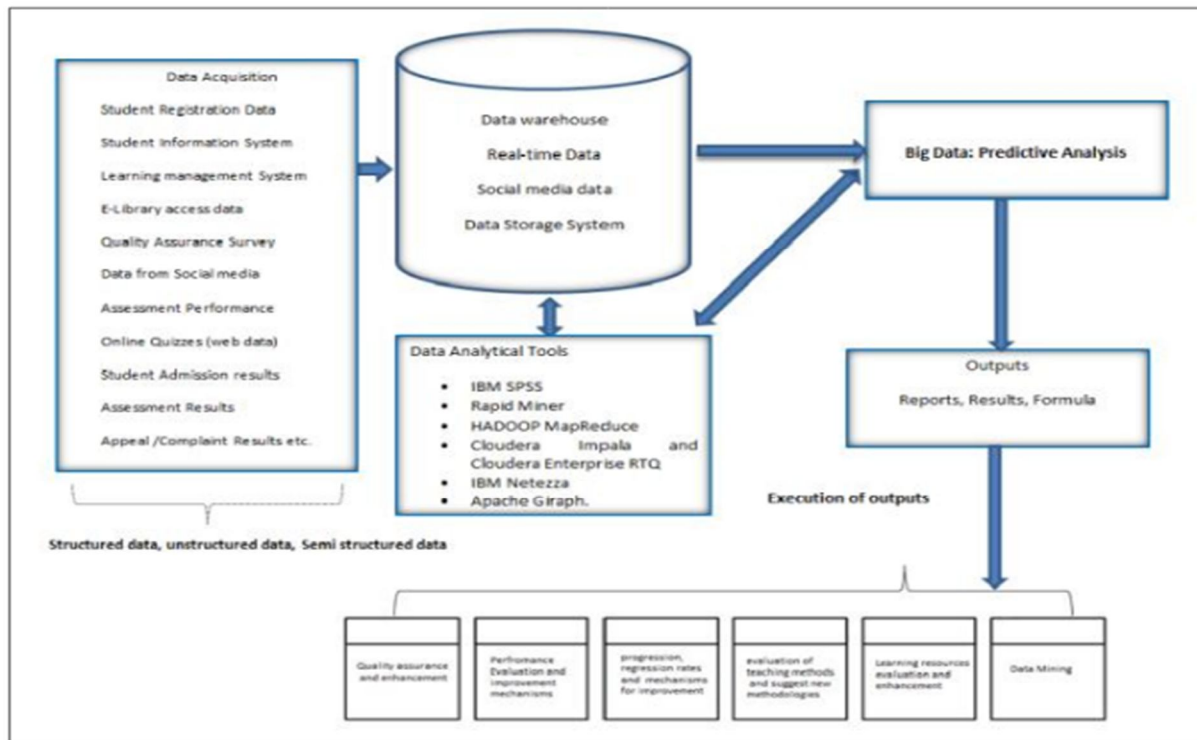 Data Acquisition
Student Registration Data
Student Information System
Learning management System
E-Library access data
Quality Assurance Survey
Data from Social media
Assessment Performance
Online Quizzes (web data)
Student Admission results
Assessment Results
Appeal /Complaint Results etc.
Structured data, unstructured data, Semi structured data
Data warehouse
Real-time Data
Social media data
Data Storage System
Data Analytical Tools
• IBM SPSS
• Rapid Miner
• HADOOP MapReduce
• Cloudera Impala and
Cloudera Enterprise RTQ
• IBM Netezza
• Apache Giraph.
Big Data: Predictive Analysis
Outputs
Reports, Results, Formula
Execution of outputs
Quality assurance
and enhancement
Perfromance
Evaluation and
improvement
mechanisms
progression,
regression rates
and mechanisms
for improvement
evaluation of
teaching methods
and suggest new
methodologies
Learning resources
evaluation and
enhancement
Data Mining